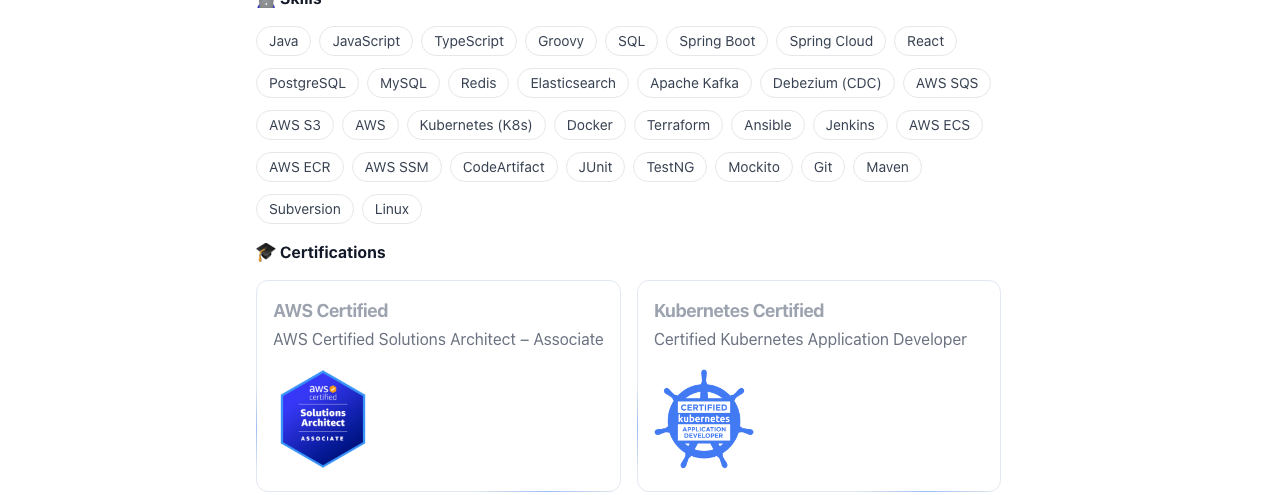 Skills
Java JavaScript TypeScript Groovy SQL Spring Boot Spring Cloud React
PostgreSQL MySQL Redis Elasticsearch Apache Kafka Debezium (CDC) AWS SQS
AWS S3 AWS Kubernetes (K8s) Docker Terraform Ansible Jenkins AWS ECS
AWS ECR AWS SSM CodeArtifact JUnit TestNG Mockito Git Maven
Subversion Linux
Certifications
AWS Certified
AWS Certified Solutions Architect – Associate
aws
certified
Solutions
Architect
ASSOCIATE
Kubernetes Certified
Certified Kubernetes Application Developer
CERTIFIED
kubernetes
APPLICATION
DEVELOPER